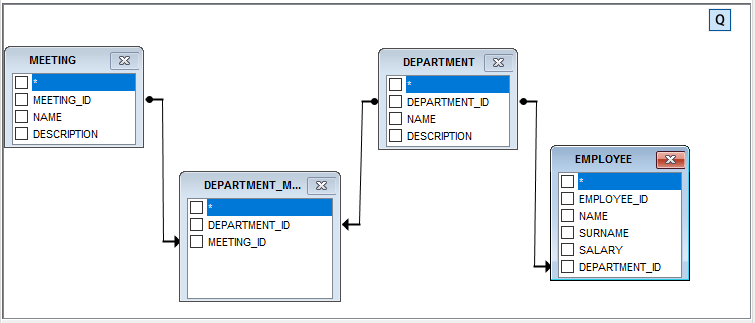 Q
MEETING
*
MEETING_ID
NAME
DESCRIPTION
DEPARTMENT
*
DEPARTMENT_ID
NAME
DESCRIPTION
DEPARTMENT_M...
*
DEPARTMENT_ID
MEETING_ID
EMPLOYEE
*
EMPLOYEE_ID
NAME
SURNAME
SALARY
DEPARTMENT_ID